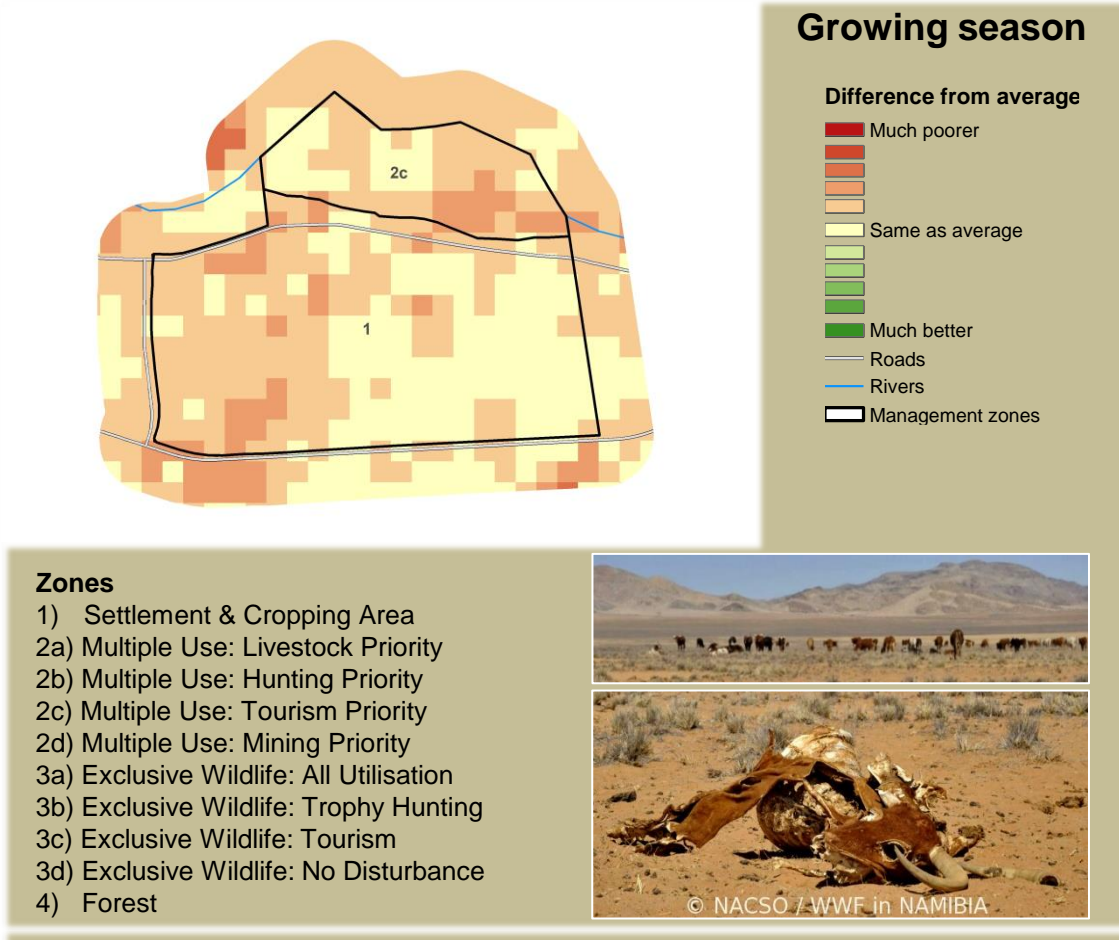 Growing season
Difference from average
Much poorer
Same as average
Much better
Roads
Rivers
Management zones
2c
1
Zones
1) Settlement & Cropping Area
2a) Multiple Use: Livestock Priority
2b) Multiple Use: Hunting Priority
2c) Multiple Use: Tourism Priority
2d) Multiple Use: Mining Priority
3a) Exclusive Wildlife: All Utilisation
3b) Exclusive Wildlife: Trophy Hunting
3c) Exclusive Wildlife: Tourism
3d) Exclusive Wildlife: No Disturbance
4) Forest
© NACSO / WWF in NAMIBIA